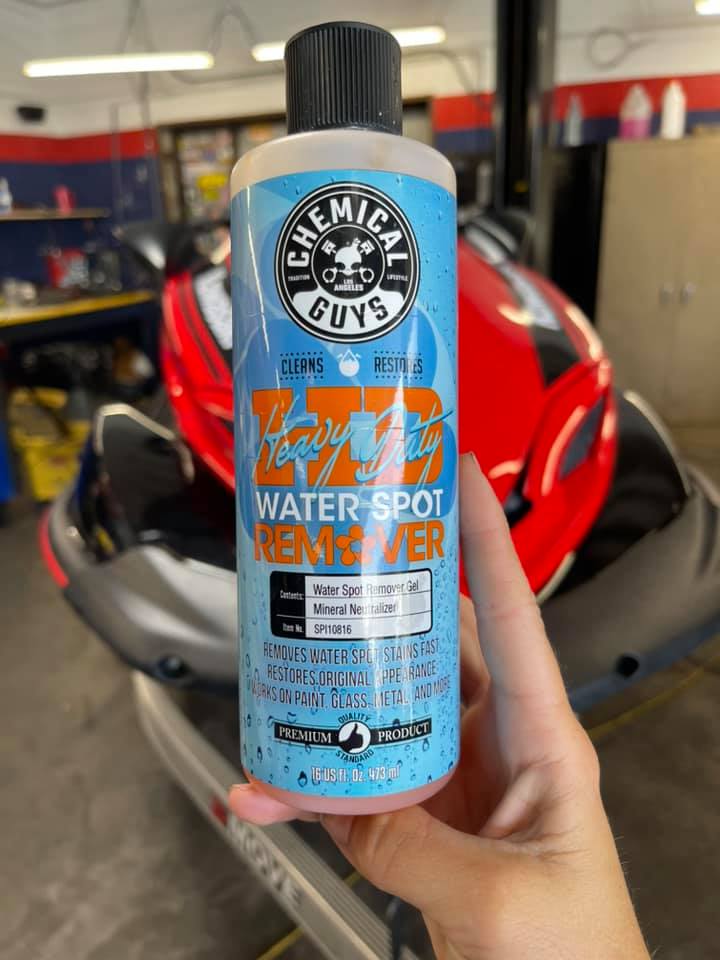 CHEMICAL
TRADITION LOS ANGELES LIFESTYLE
GUYS
CLEANS RESTORES
HD
Heavy Duty
WATER SPOT
REMOVER
Contents: Water Spot Remover Gel
Mineral Neutralizer
Item No. SPI10816
REMOVES WATER SPOT STAINS FAST
RESTORES ORIGINAL APPEARANCE
WORKS ON PAINT, GLASS, METAL, AND MORE
QUALITY
PREMIUM PRODUCT
STANDARD
16 US fl. Oz. 473 ml
MOVE